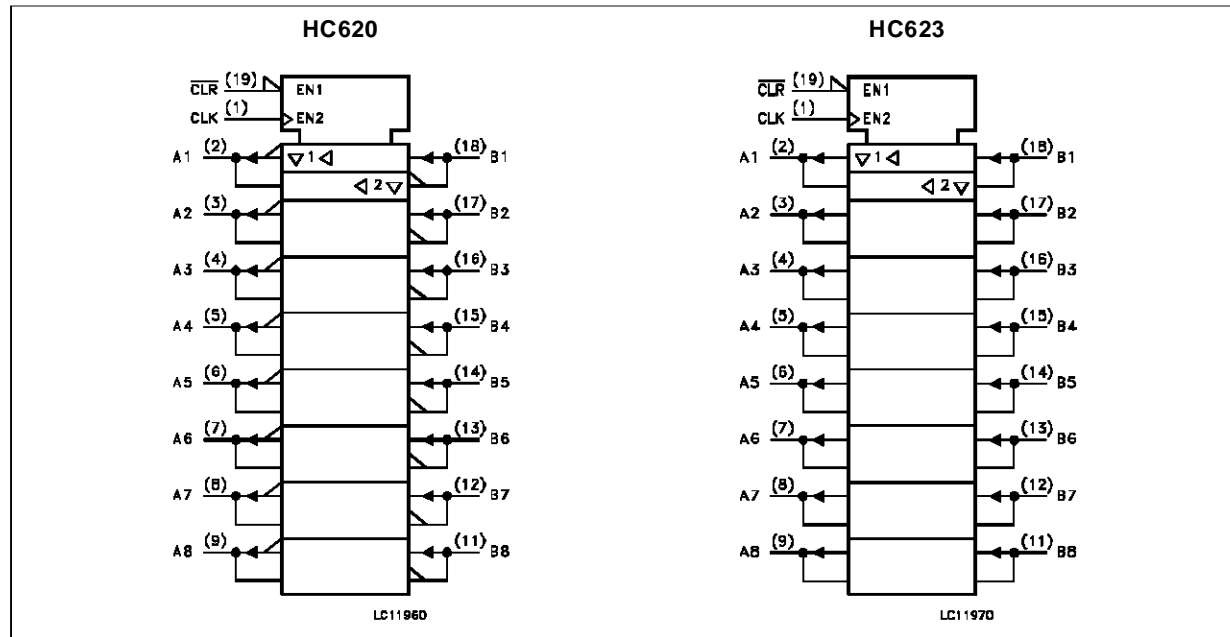 HC620
HC623
CLR (19) EN1
CLK (1) EN2
A1 (2) 1 (18) B1
2
A2 (3) (17) B2
A3 (4) (16) B3
A4 (5) (15) B4
A5 (6) (14) B5
A6 (7) (13) B6
A7 (8) (12) B7
A8 (9) (11) B8
LC11960
CLR (19) EN1
CLK (1) EN2
A1 (2) 1 (18) B1
2
A2 (3) (17) B2
A3 (4) (16) B3
A4 (5) (15) B4
A5 (6) (14) B5
A6 (7) (13) B6
A7 (8) (12) B7
A8 (9) (11) B8
LC11970